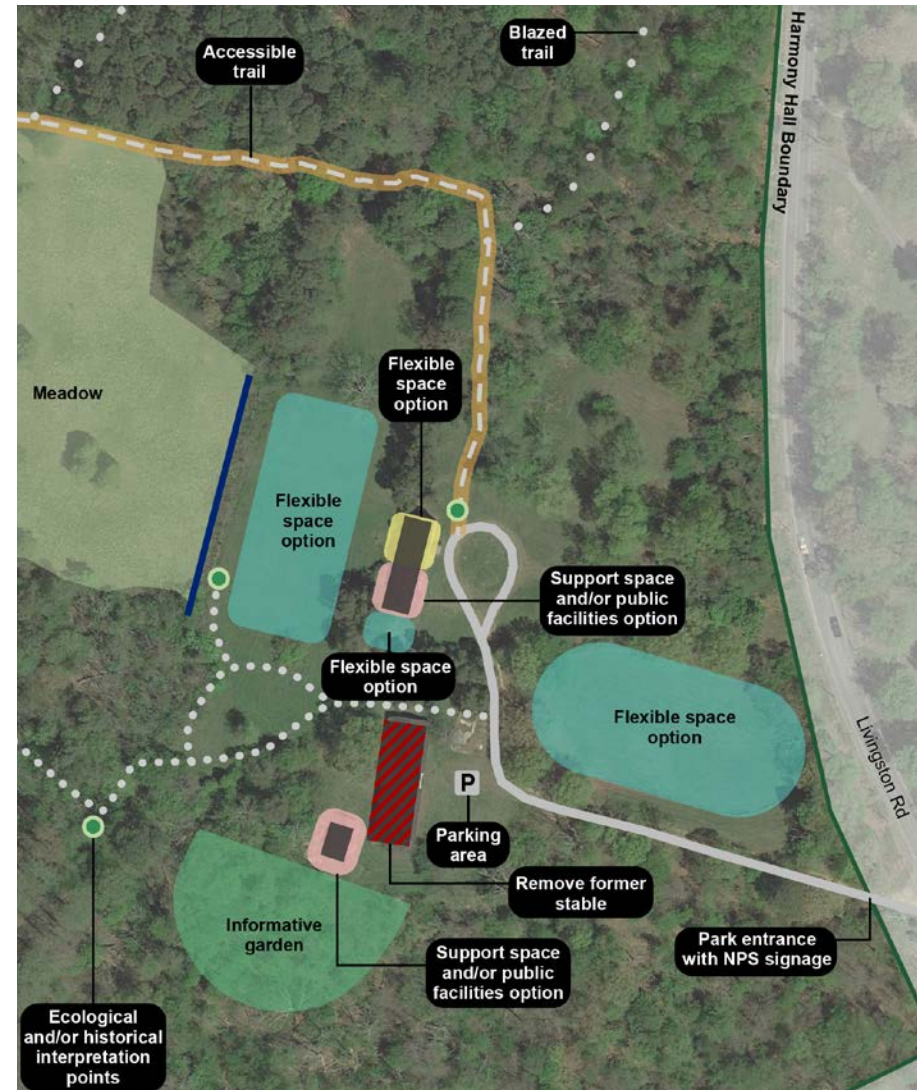 Accessible
trail
Blazed
trail
Harmony Hall Boundary
Meadow
Flexible
space
option
Flexible
space
option
Support space
and/or public
facilities option
Flexible space
option
Flexible space
option
Livingston Rd
P
Parking
area
Remove former
stable
Informative
garden
Park entrance
with NPS signage
Support space
and/or public
facilities option
Ecological
and/or historical
interpretation
points